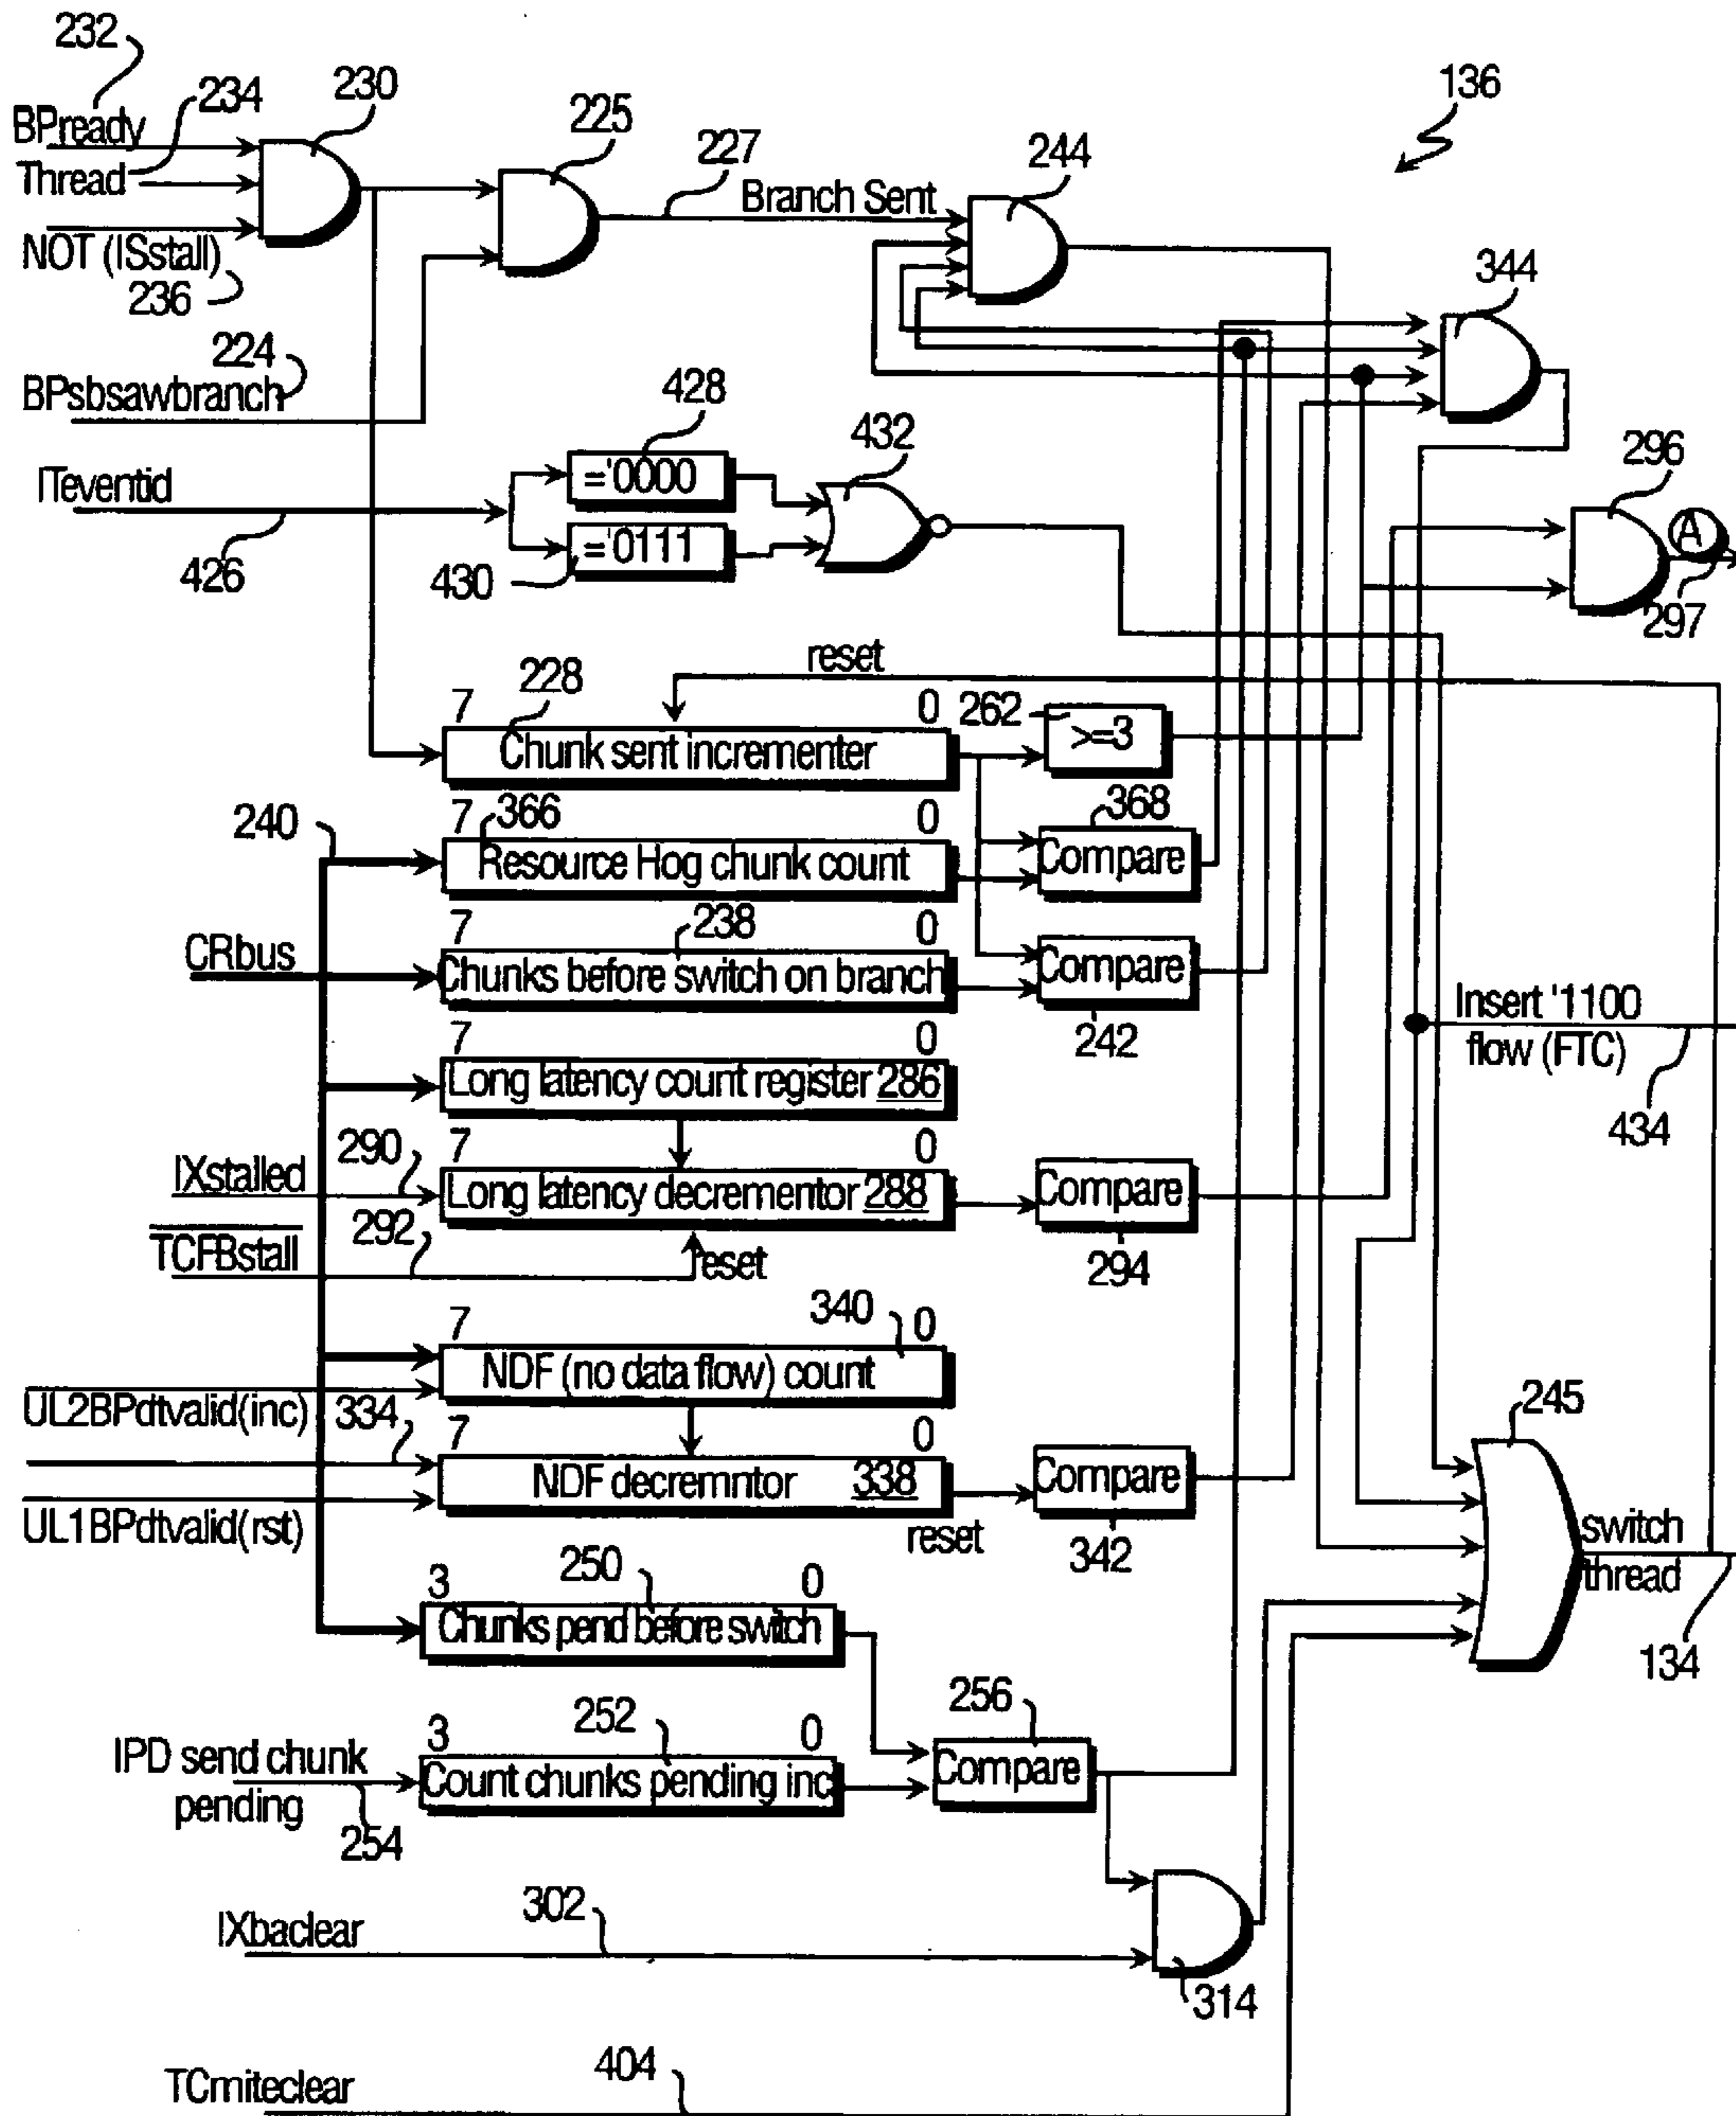 232
136
234
230
225
BPready
227
244
Thread
Branch Sent
NOT (ISstall)
236
344
224
BPsbsawbranch
428
432
296
ITeventid
='0000
A
='0111
426
430
297
reset
228
7
0
262
Chunk sent incrementer
>=3
240
7
366
0
368
Resource Hog chunk count
Compare
7
238
0
CRbus
Chunks before switch on branch
Compare
242
Insert '1100
flow (FTC)
434
7
0
Long latency count register 286
290
7
0
IXstalled
Long latency decrementor 288
Compare
TCFBstall
292
reset
294
340
7
0
NDF (no data flow) count
UL2BPdtvalid(inc)
334
7
0
245
NDF decremntor 338
Compare
UL1BPdtvalid(rst)
reset
342
switch
thread
134
250
3
0
Chunks pend before switch
256
252
3
0
IPD send chunk
pending
Count chunks pending inc
Compare
254
302
IXbaclear
314
404
TCmiteclear